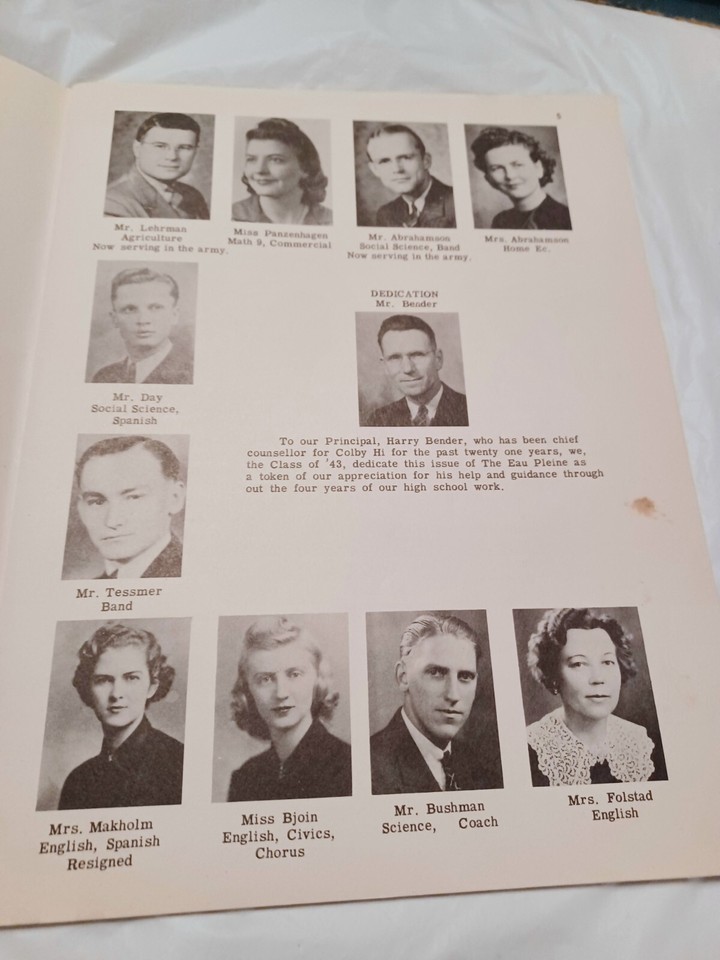 5
Mr. Lehrman
Agriculture
Now serving in the army.
Miss Panzenhagen
Math 9, Commercial
Mr. Abrahamson
Social Science, Band
Now serving in the army.
Mrs. Abrahamson
Home Ec.
Mr. Day
Social Science,
Spanish
DEDICATION
Mr. Bender
To our Principal, Harry Bender, who has been chief
counsellor for Colby Hi for the past twenty one years, we,
the Class of '43, dedicate this issue of The Eau Pleine as
a token of our appreciation for his help and guidance through
out the four years of our high school work.
Mr. Tessmer
Band
Mrs. Makholm
English, Spanish
Resigned
Miss Bjoin
English, Civics,
Chorus
Mr. Bushman
Science, Coach
Mrs. Folstad
English